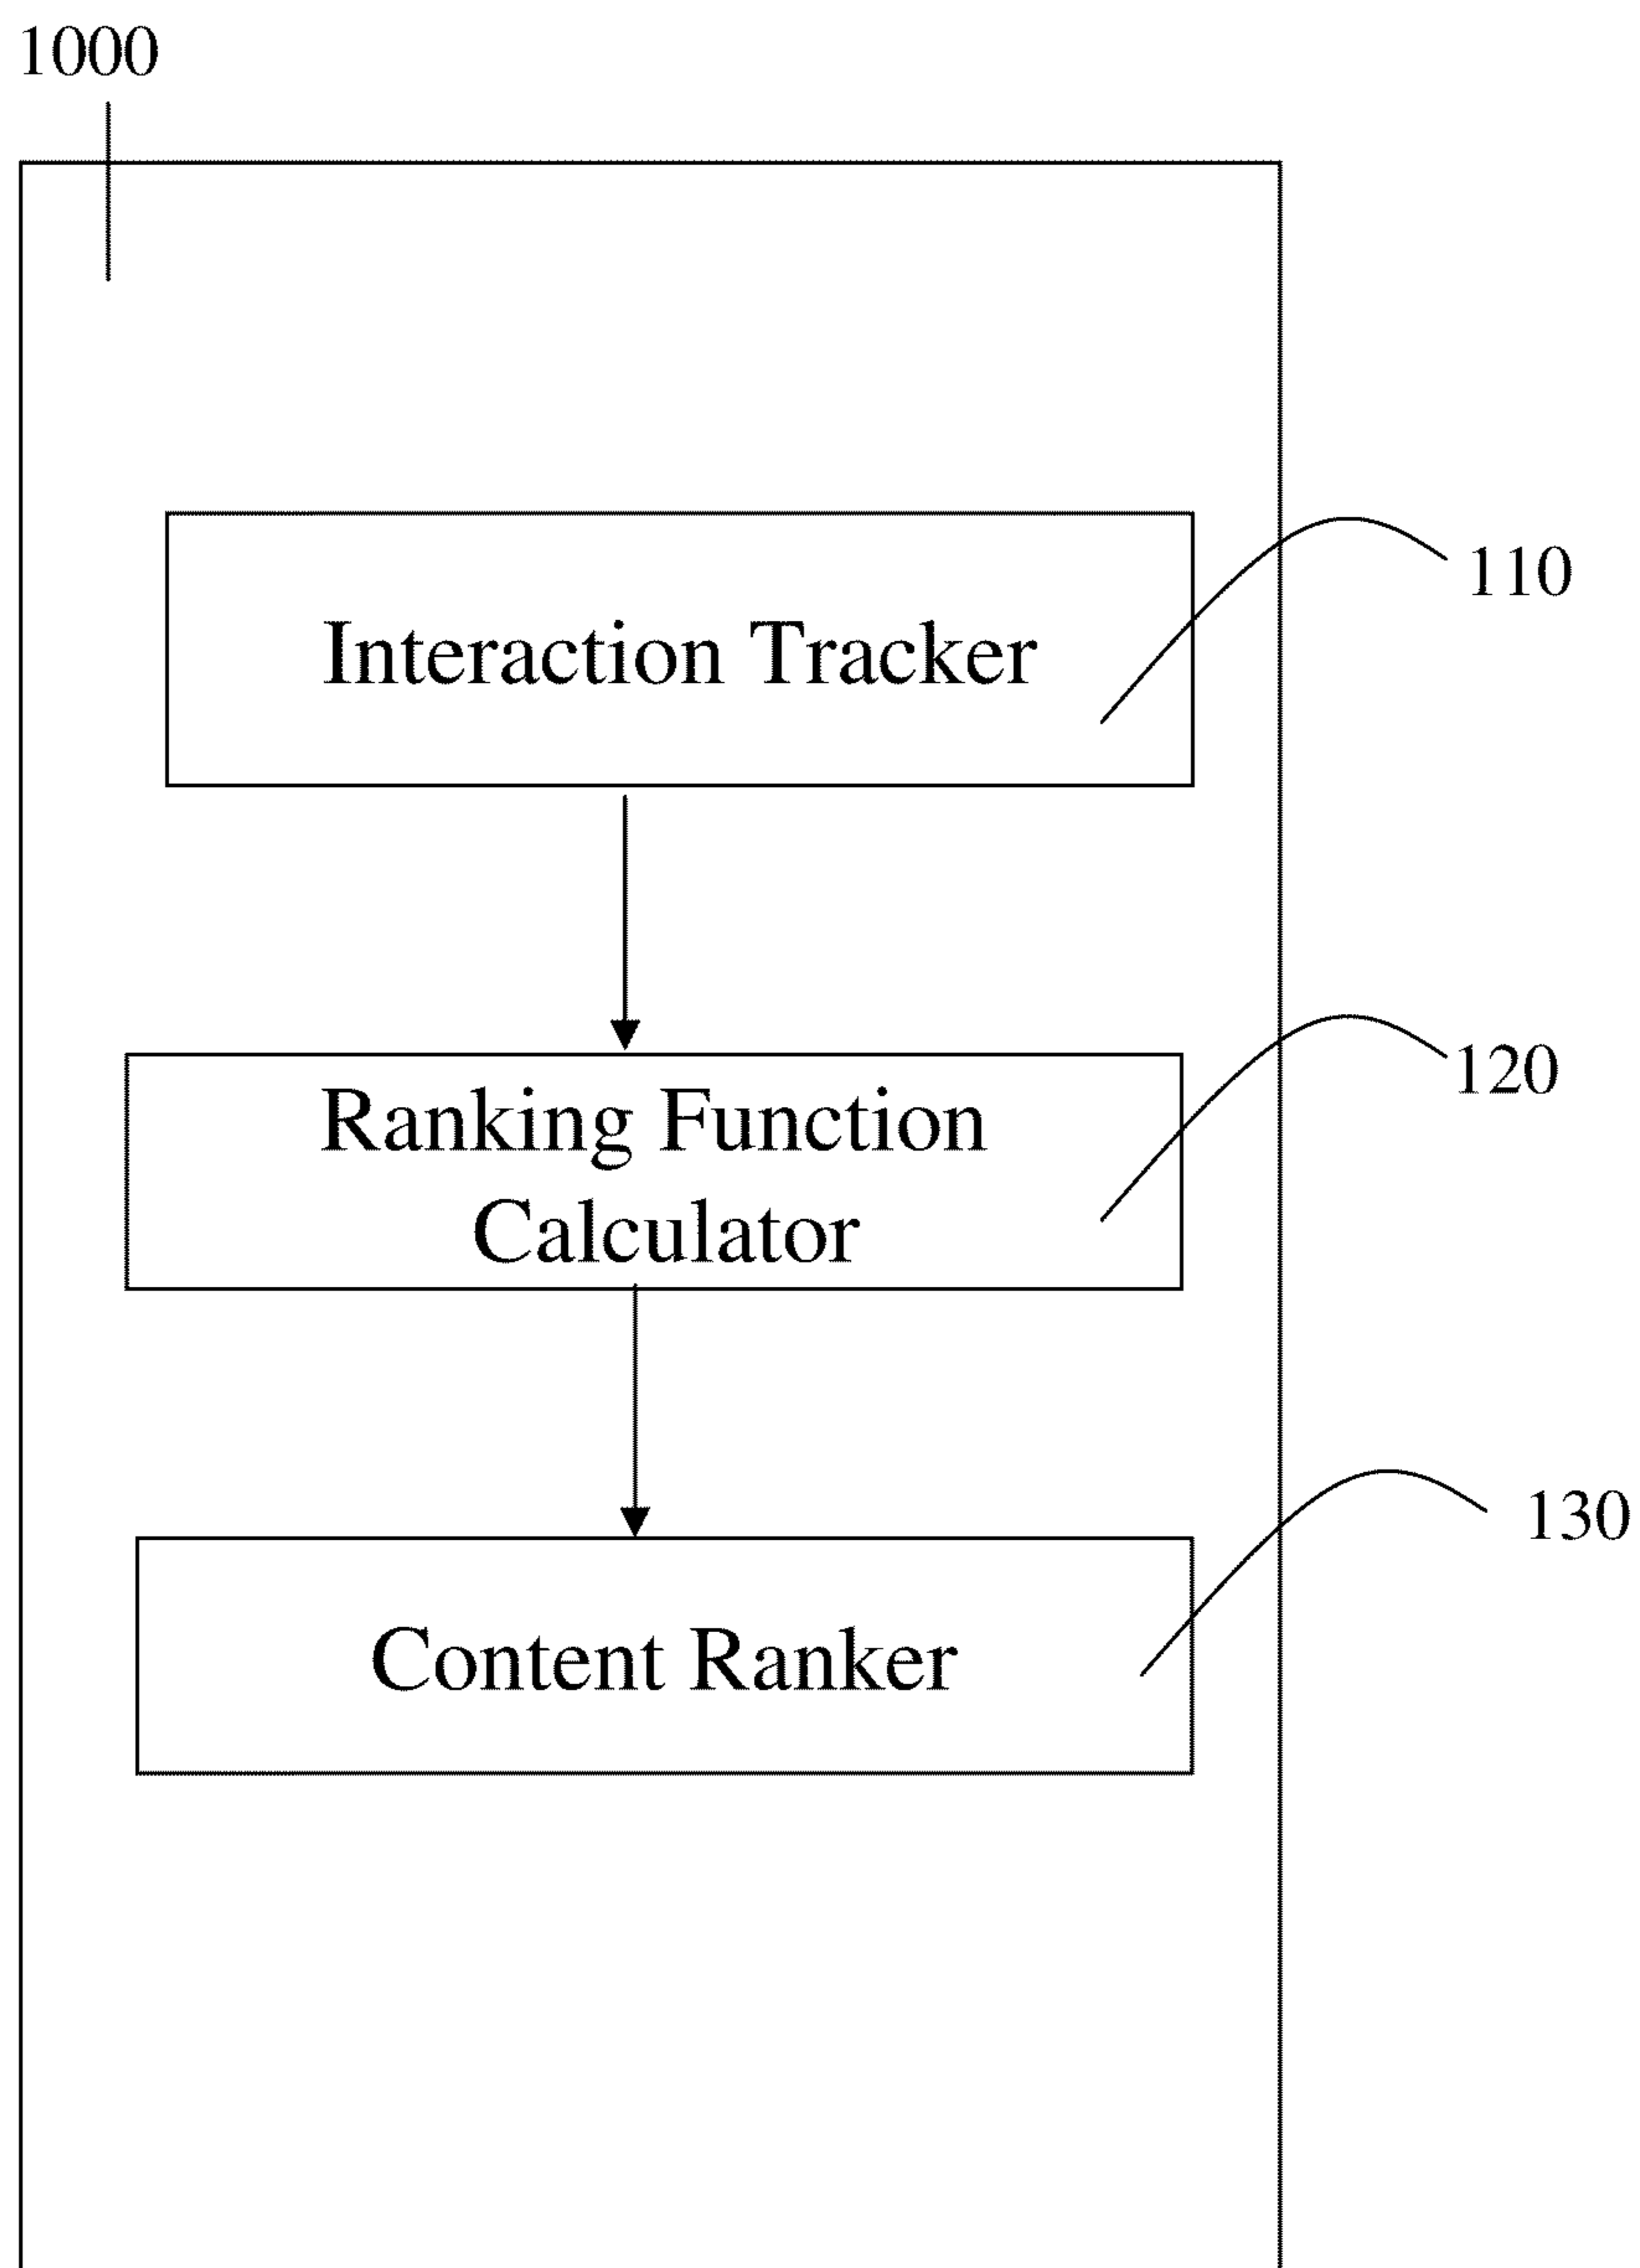 1000
Interaction Tracker
110
Ranking Function
Calculator
120
Content Ranker
130